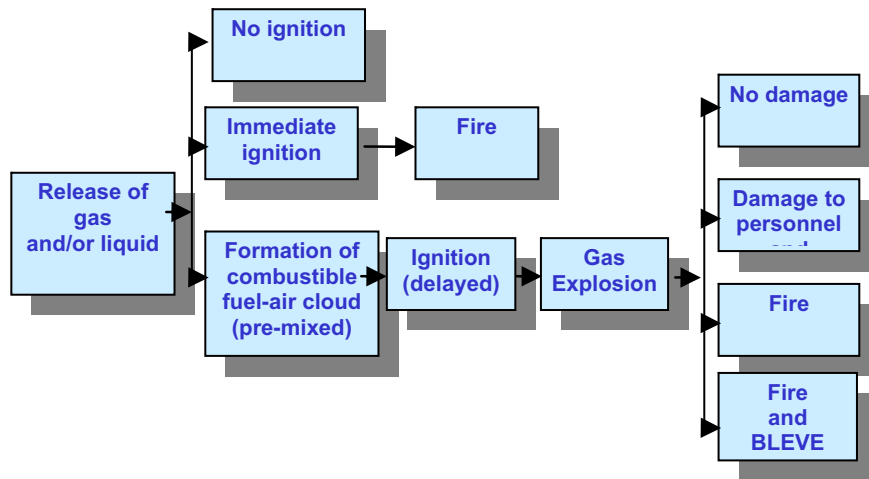 No ignition
Immediate
ignition
Fire
Release of
gas
and/or liquid
Formation of
combustible
fuel-air cloud
(pre-mixed)
Ignition
(delayed)
Gas
Explosion
No damage
Damage to
personnel
Fire
Fire
and
BLEVE